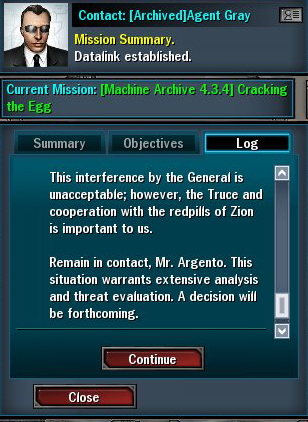 Contact: [Archived]Agent Gray
Mission Summary.
Datalink established.
Current Mission: [Machine Archive 4.3.4] Cracking
the Egg
Summary
Objectives
Log
This interference by the General is
unacceptable; however, the Truce and
cooperation with the redpills of Zion
is important to us.
Remain in contact, Mr. Argento. This
situation warrants extensive analysis
and threat evaluation. A decision will
be forthcoming.
Continue
Close